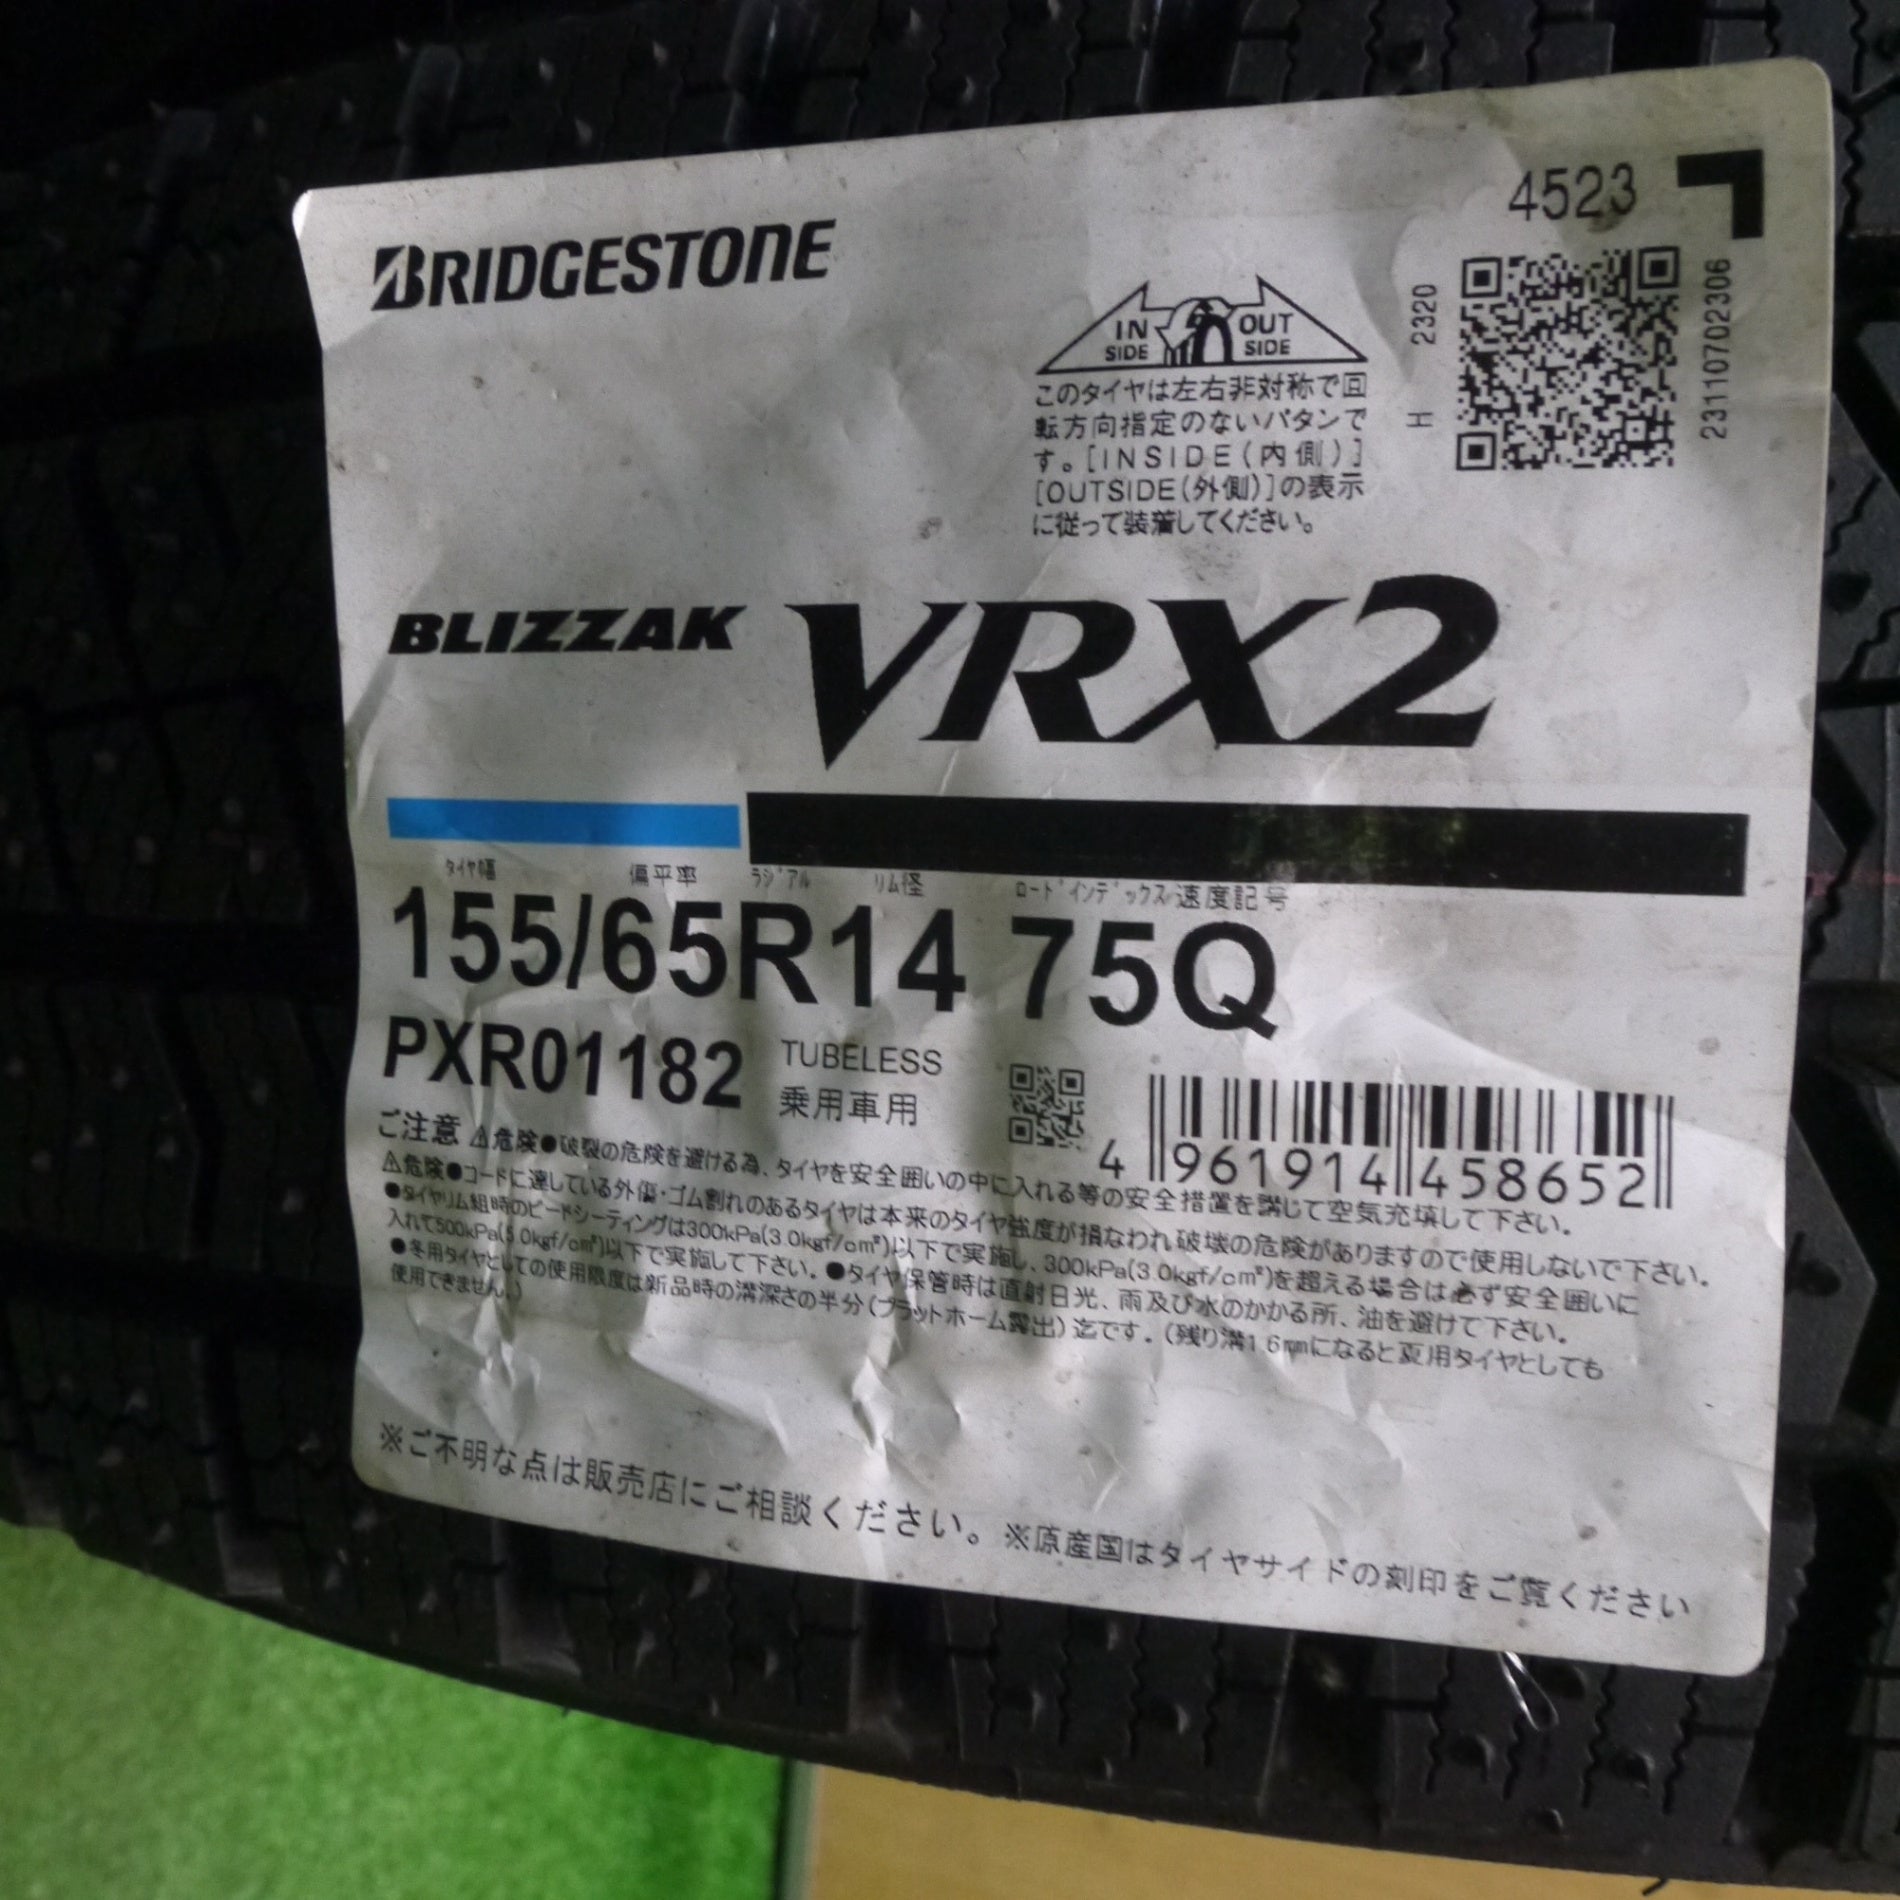 4523
BRIDGESTONE
IN SIDE OUT SIDE
H 2320
23110702306
このタイヤは左右非対称で回
転方向指定のないパタンで
す。[INSIDE(内側)]
[OUTSIDE(外側)]の表示
に従って装着してください。
BLIZZAK VRX2
ﾀｲﾔ幅 偏平率 ﾗｼﾞｱﾙ ﾘﾑ径 ﾛｰﾄﾞｲﾝﾃﾞｯｸｽ/速度記号
155/65R14 75Q
PXR01182 TUBELESS
乗用車用
4 961914 458652
ご注意 ⚠危険●破裂の危険を避ける為、タイヤを安全囲いの中に入れる等の安全措置を講じて空気充填して下さい。
⚠危険●コードに達している外傷・ゴム割れのあるタイヤは本来のタイヤ強度が損なわれ破壊の危険がありますので使用しないで下さい。
●タイヤリム組時のビードシーティングは300kPa(3.0kgf/cm²)以下で実施し、300kPa(3.0kgf/cm²)を超える場合は必ず安全囲いに
入れて500kPa(5.0kgf/cm²)以下で実施して下さい。●タイヤ保管時は直射日光、雨及び水のかかる所、油を避けて下さい。
●冬用タイヤとしての使用限度は新品時の溝深さの半分(プラットホーム露出)迄です。(残り溝1.6mmになると夏用タイヤとしても
使用できません。)
※ご不明な点は販売店にご相談ください。※原産国はタイヤサイドの刻印をご覧ください